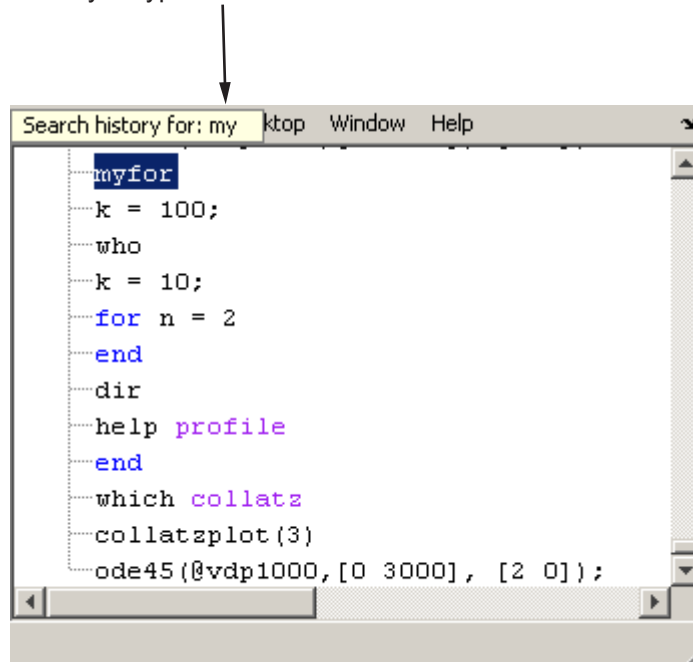 Search history for: my ktop Window Help
myfor
k = 100;
who
k = 10;
for n = 2
end
dir
help profile
end
which collatz
collatzplot(3)
ode45(@vdp1000,[0 3000], [2 0]);